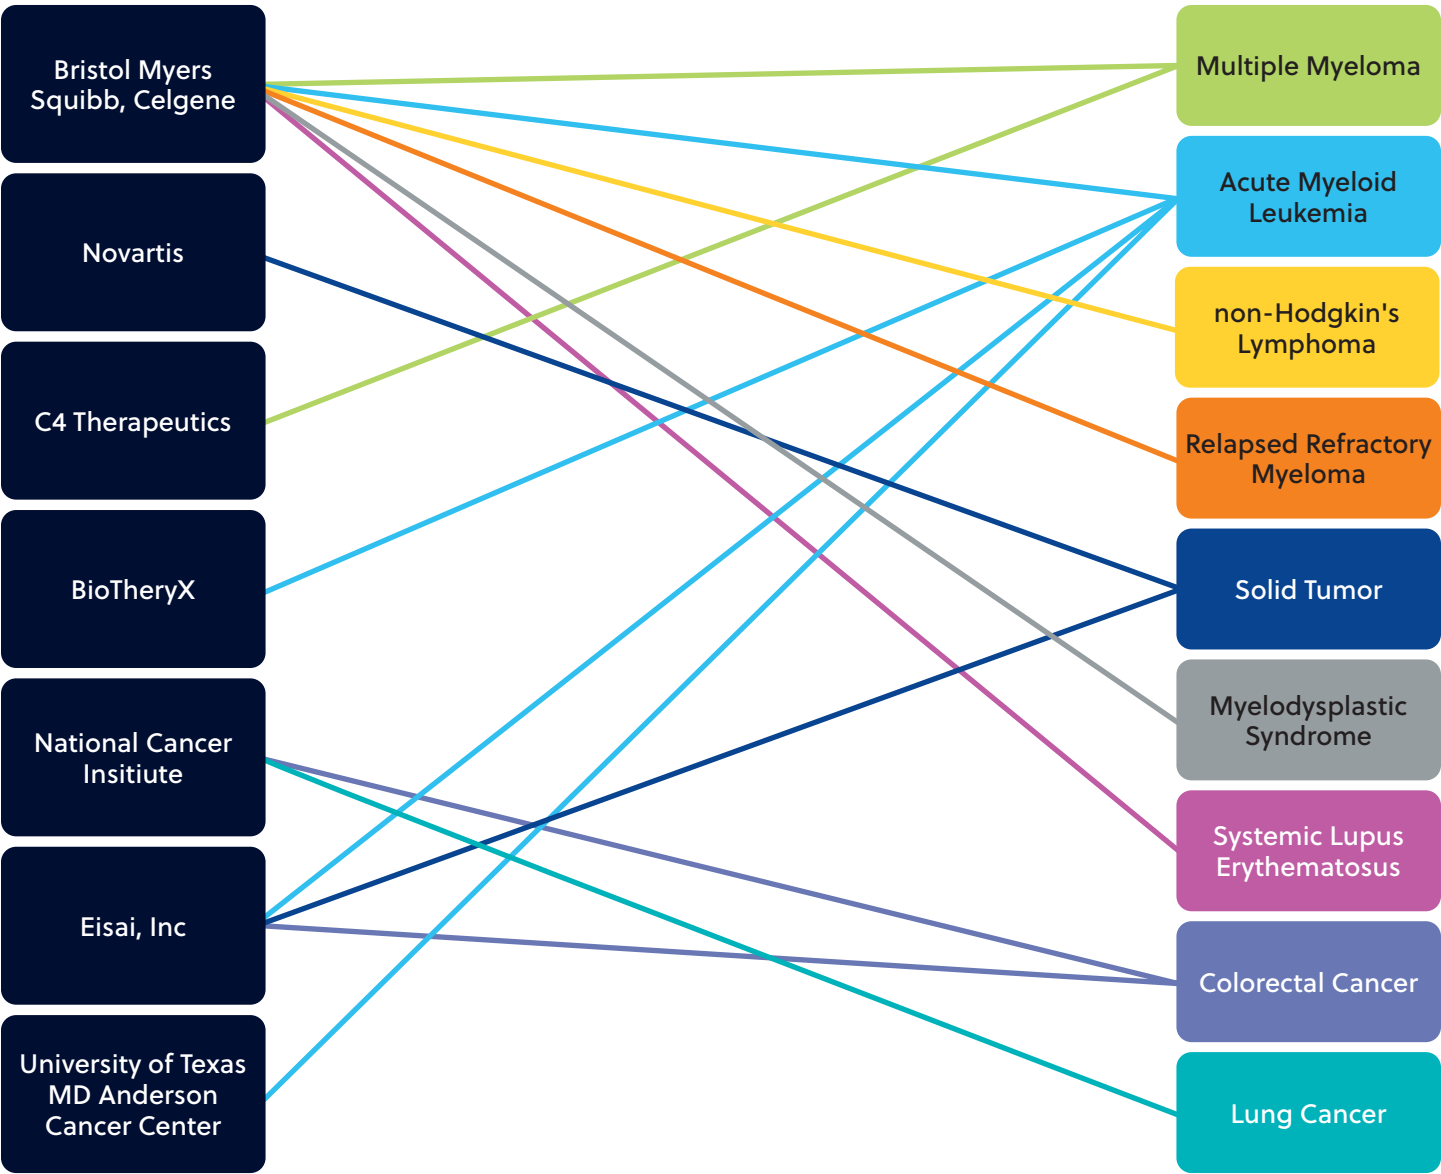 Bristol Myers
Squibb, Celgene
Novartis
C4 Therapeutics
BioTheryX
National Cancer
Insitiute
Eisai, Inc
University of Texas
MD Anderson
Cancer Center
Multiple Myeloma
Acute Myeloid
Leukemia
non-Hodgkin's
Lymphoma
Relapsed Refractory
Myeloma
Solid Tumor
Myelodysplastic
Syndrome
Systemic Lupus
Erythematosus
Colorectal Cancer
Lung Cancer